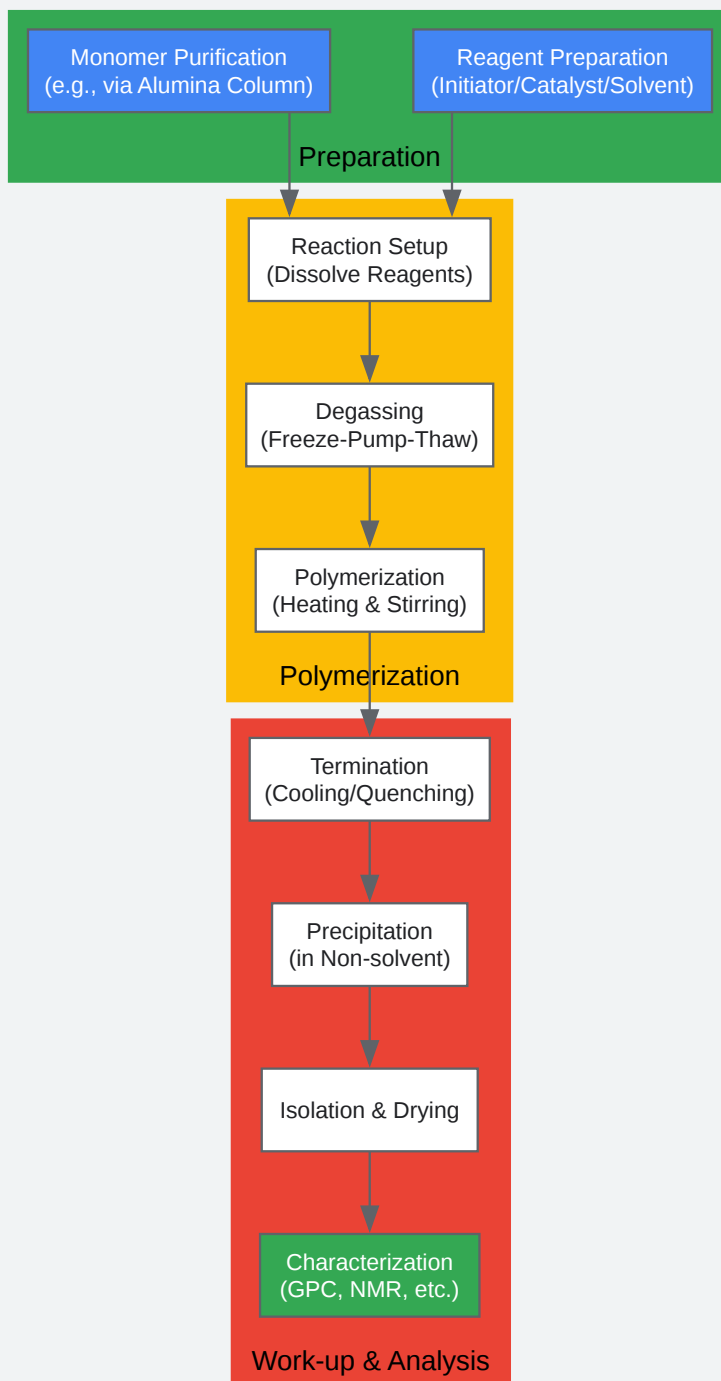 Monomer Purification
(e.g., via Alumina Column)
Reagent Preparation
(Initiator/Catalyst/Solvent)
Preparation
Reaction Setup
(Dissolve Reagents)
Degassing
(Freeze-Pump-Thaw)
Polymerization
(Heating & Stirring)
Polymerization
Termination
(Cooling/Quenching)
Precipitation
(in Non-solvent)
Isolation & Drying
Characterization
(GPC, NMR, etc.)
Work-up & Analysis